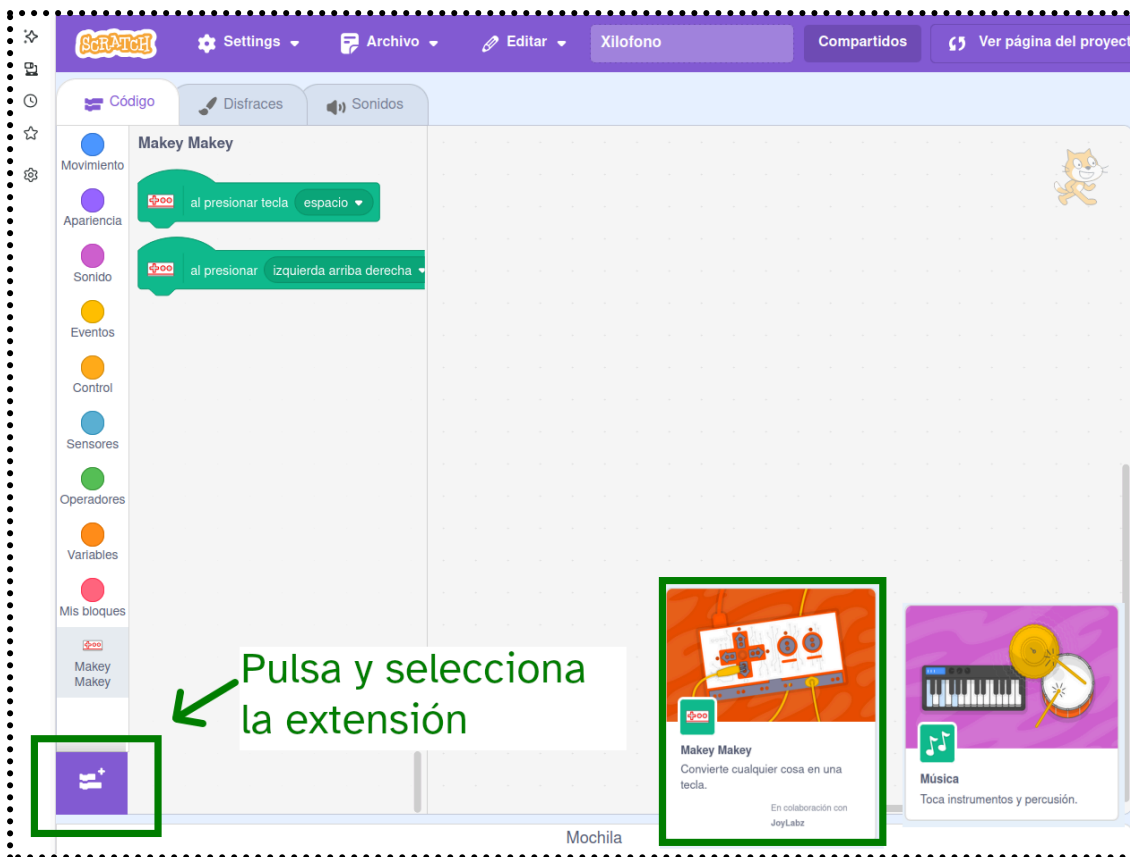 SCRATCH
Settings
Archivo
Editar
Xilofono
Compartidos
Ver página del proyect
Código
Disfraces
Sonidos
Movimiento
Apariencia
Sonido
Eventos
Control
Sensores
Operadores
Variables
Mis bloques
Makey
Makey
Makey Makey
al presionar tecla espacio
al presionar izquierda arriba derecha
Pulsa y selecciona
la extensión
Makey Makey
Convierte cualquier cosa en una
tecla.
En colaboración con
JoyLabz
Música
Toca instrumentos y percusión.
Mochila